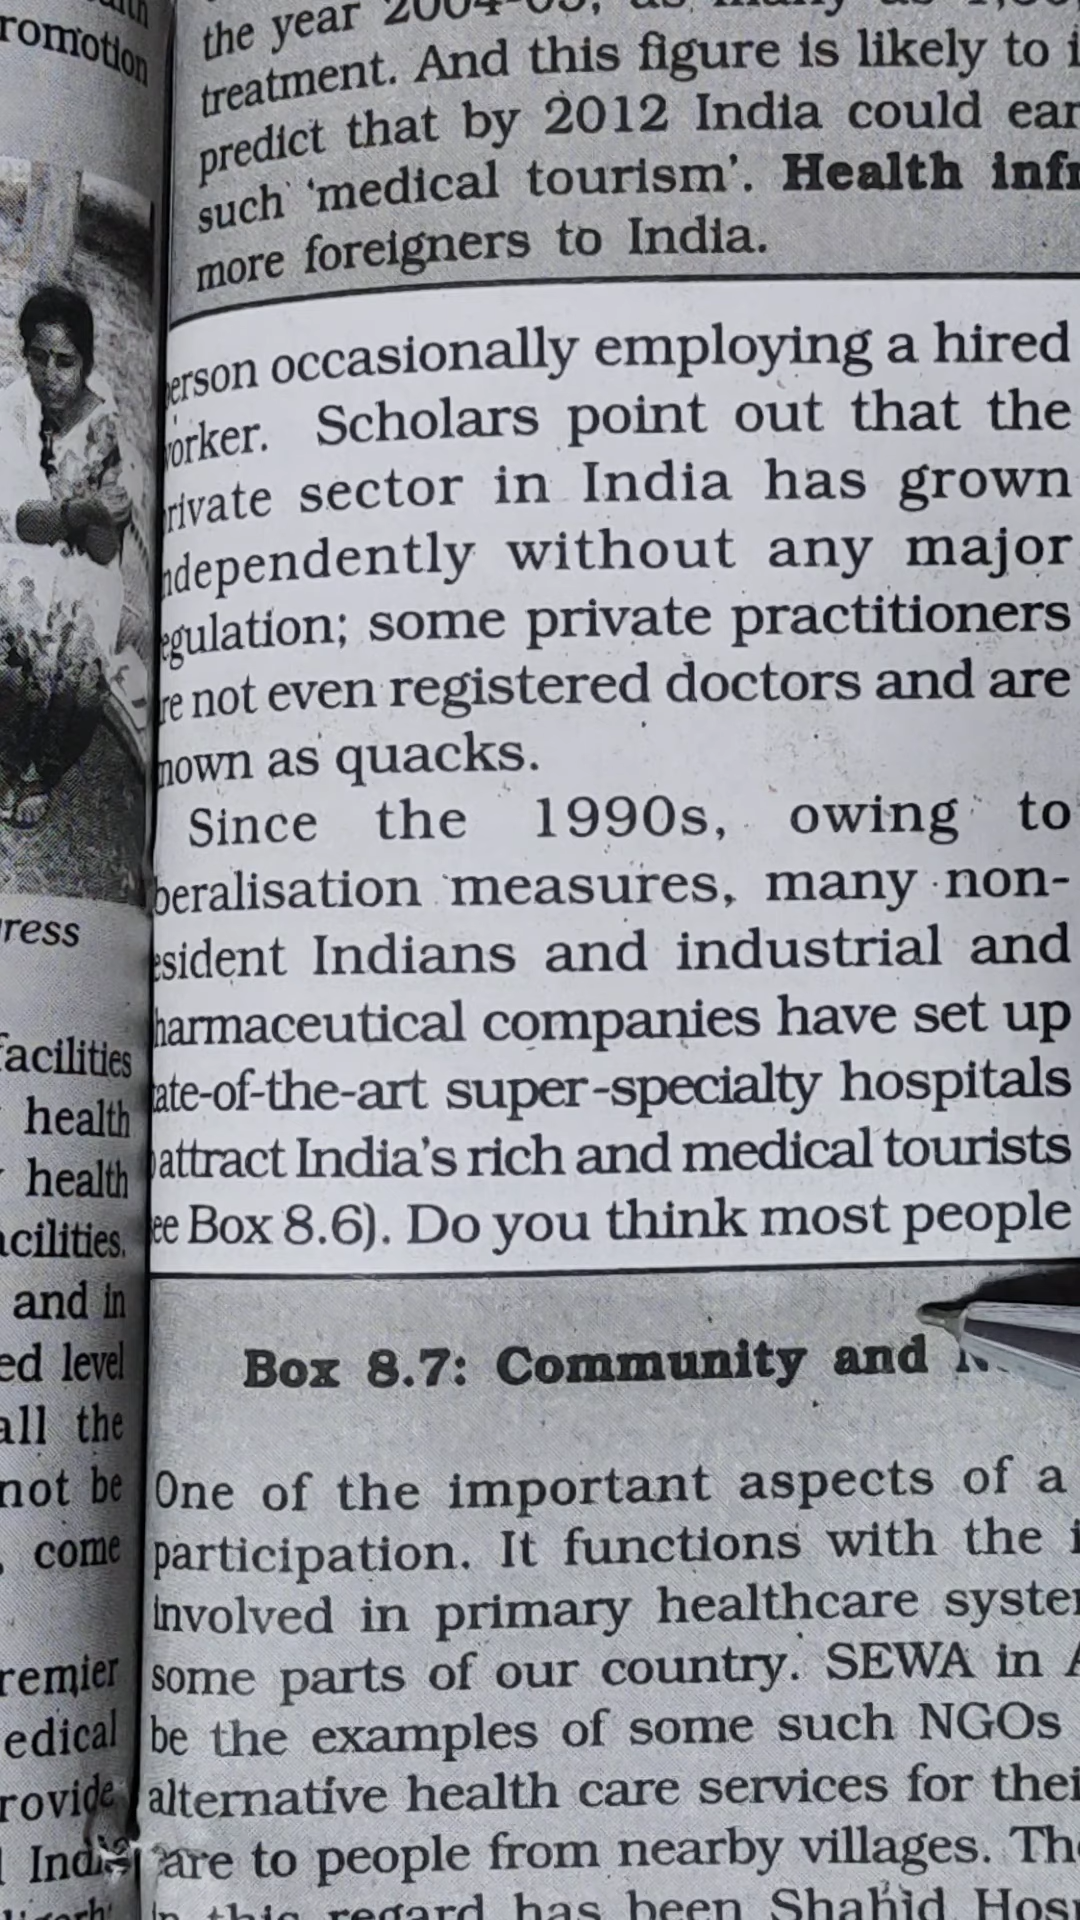 romotion
ress
facilities
health
health
cilities.
and in
ed level
all the
not be
come
remier
edical
rovide
the year 2004-05, as many as
treatment. And this figure is likely to
predict that by 2012 India could
such 'medical tourism'. Health
more foreigners to India.
erson occasionally employing a hired
orker. Scholars point out that the
rivate sector in India has grown
ndependently without any major
egulation; some private practitioners
re not even registered doctors and are
nown as quacks.
Since the 1990s, owing to
beralisation measures, many non-
esident Indians and industrial and
harmaceutical companies have set up
ate-of-the-art super-specialty hospitals
attract India's rich and medical tourists
ee Box 8.6). Do you think most people
Box 8.7: Community and
One of the important aspects of a
participation. It functions with the
involved in primary healthcare
some parts of our country. SEWA in
be the examples of some such NGOs
alternative health care services for
are to people from nearby villages.
this regard has been Shahid